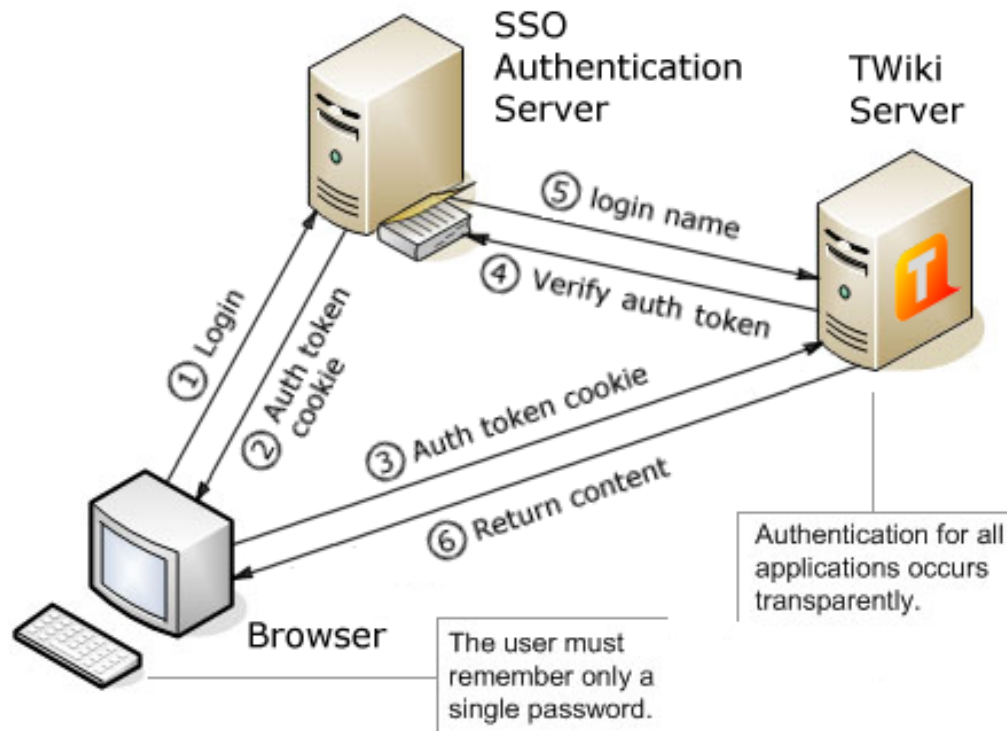 SSO
Authentication
Server
TWiki
Server
5 login name
4 Verify auth token
1 Login
2 Auth token
cookie
3 Auth token cookie
6 Return content
T
Browser
Authentication for all
applications occurs
transparently.
The user must
remember only a
single password.